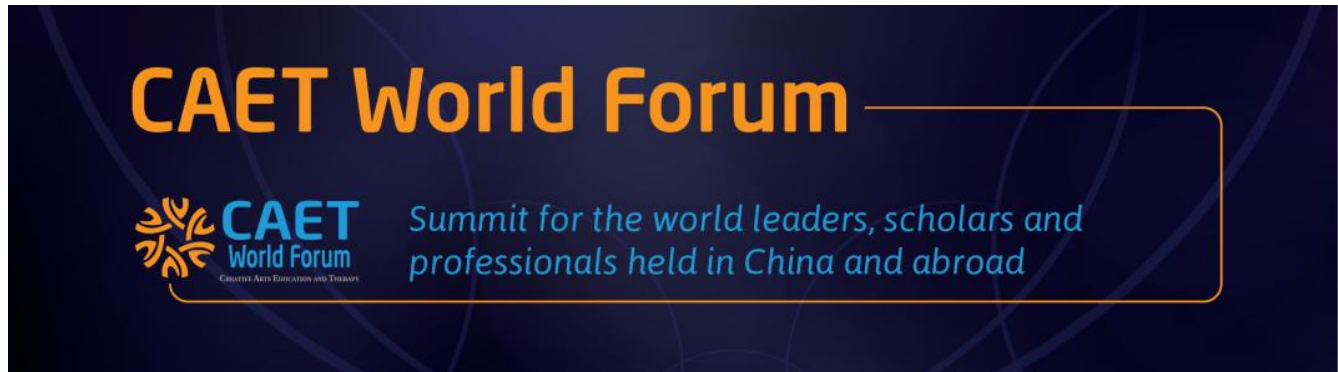 CAET World Forum
CAET
World Forum
Creative Arts Education and Therapy
Summit for the world leaders, scholars and
professionals held in China and abroad